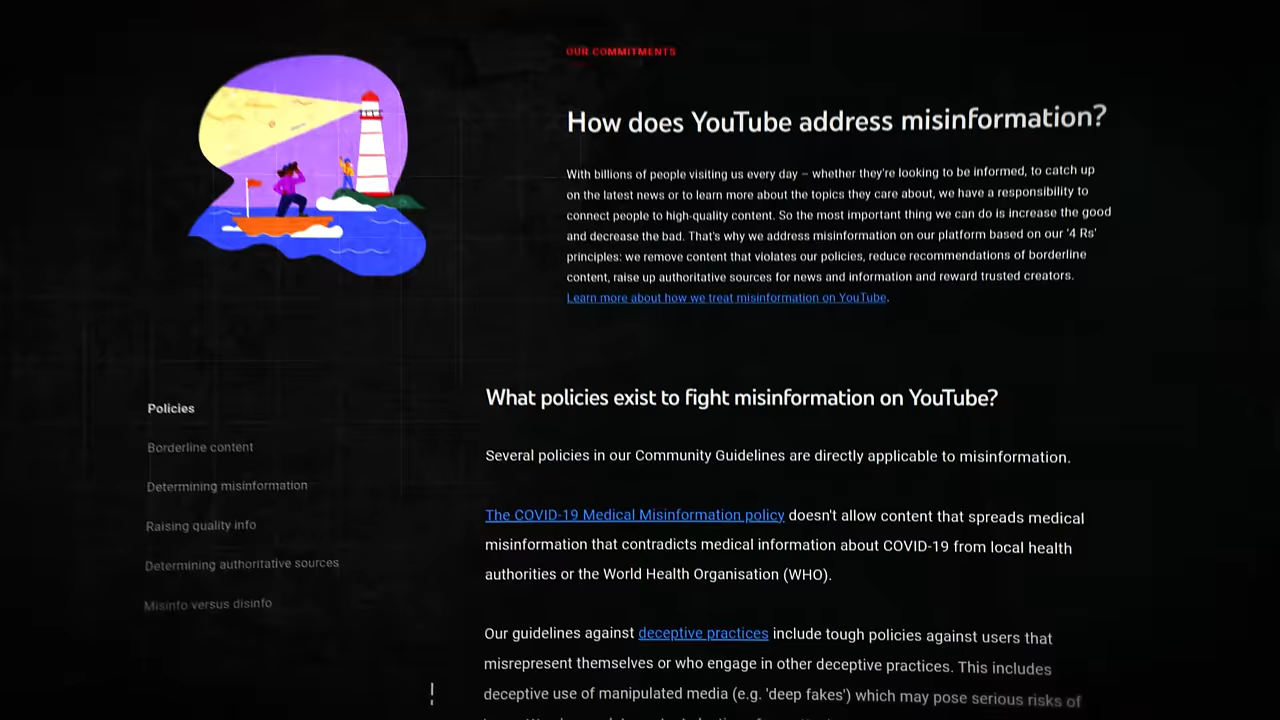 OUR COMMITMENTS
How does YouTube address misinformation?
With billions of people visiting us every day – whether they're looking to be informed, to catch up
on the latest news or to learn more about the topics they care about, we have a responsibility to
connect people to high-quality content. So the most important thing we can do is increase the good
and decrease the bad. That's why we address misinformation on our platform based on our '4 Rs'
principles: we remove content that violates our policies, reduce recommendations of borderline
content, raise up authoritative sources for news and information and reward trusted creators.
Learn more about how we treat misinformation on YouTube.
Policies
Borderline content
Determining misinformation
Raising quality info
Determining authoritative sources
Misinfo versus disinfo
What policies exist to fight misinformation on YouTube?
Several policies in our Community Guidelines are directly applicable to misinformation.
The COVID-19 Medical Misinformation policy doesn't allow content that spreads medical
misinformation that contradicts medical information about COVID-19 from local health
authorities or the World Health Organisation (WHO).
Our guidelines against deceptive practices include tough policies against users that
misrepresent themselves or who engage in other deceptive practices. This includes
deceptive use of manipulated media (e.g. 'deep fakes') which may pose serious risks of